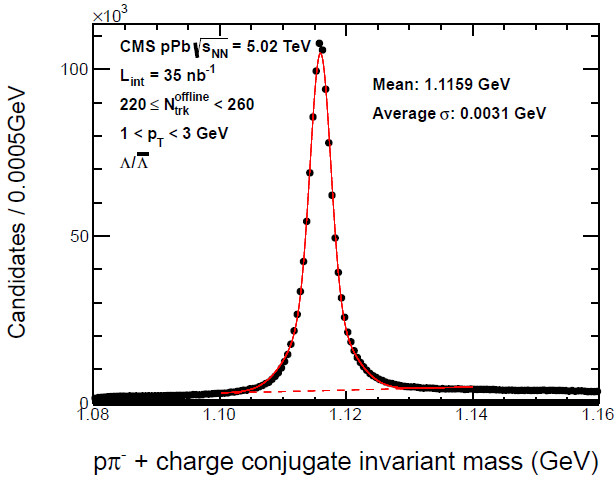 ×10³
CMS pPb √sNN = 5.02 TeV
Lint = 35 nb⁻¹
220 ≤ Ntrk^offline < 260
1 < pT < 3 GeV
Λ/Λ̅
Mean: 1.1159 GeV
Average σ: 0.0031 GeV
100
50
0
1.08 1.10 1.12 1.14 1.16
Candidates / 0.0005GeV
pπ⁻ + charge conjugate invariant mass (GeV)